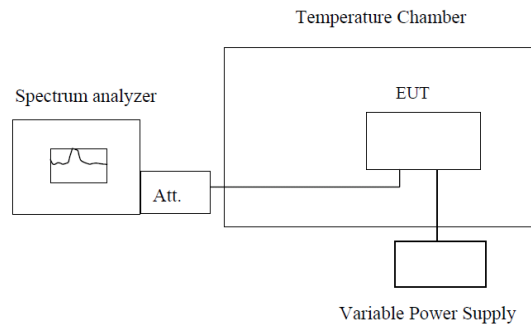 Temperature Chamber
Spectrum analyzer
EUT
Att.
Variable Power Supply